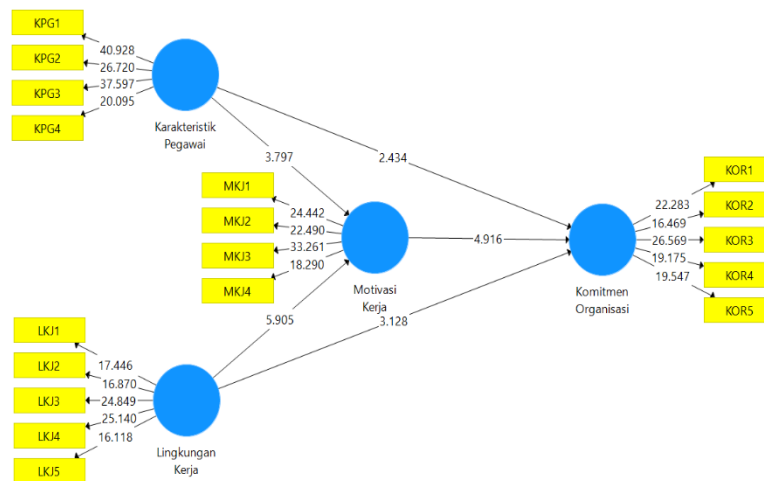 KPG1
KPG2
KPG3
KPG4
40.928
26.720
37.597
20.095
Karakteristik
Pegawai
3.797
2.434
MKJ1
MKJ2
MKJ3
MKJ4
24.442
22.490
33.261
18.290
Motivasi
Kerja
4.916
5.905
3.128
KOR1
KOR2
KOR3
KOR4
KOR5
22.283
16.469
26.569
19.175
19.547
Komitmen
Organisasi
LKJ1
LKJ2
LKJ3
LKJ4
LKJ5
17.446
16.870
24.849
25.140
16.118
Lingkungan
Kerja